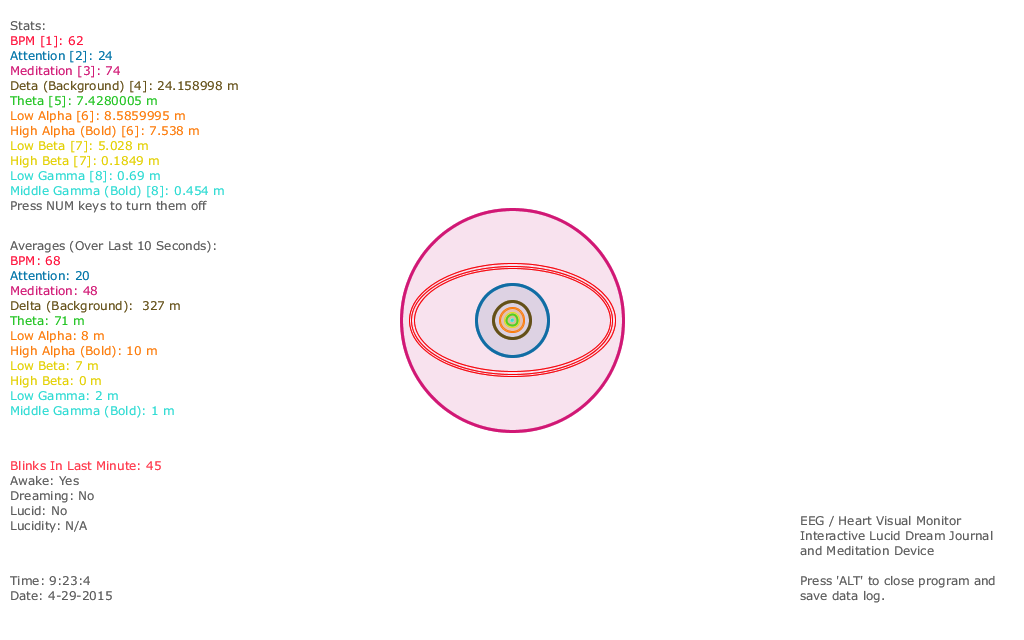 Stats:
BPM [1]: 62
Attention [2]: 24
Meditation [3]: 74
Deta (Background) [4]: 24.158998 m
Theta [5]: 7.4280005 m
Low Alpha [6]: 8.5859995 m
High Alpha (Bold) [6]: 7.538 m
Low Beta [7]: 5.028 m
High Beta [7]: 0.1849 m
Low Gamma [8]: 0.69 m
Middle Gamma (Bold) [8]: 0.454 m
Press NUM keys to turn them off
Averages (Over Last 10 Seconds):
BPM: 68
Attention: 20
Meditation: 48
Delta (Background):  327 m
Theta: 71 m
Low Alpha: 8 m
High Alpha (Bold): 10 m
Low Beta: 7 m
High Beta: 0 m
Low Gamma: 2 m
Middle Gamma (Bold): 1 m
Blinks In Last Minute: 45
Awake: Yes
Dreaming: No
Lucid: No
Lucidity: N/A
Time: 9:23:4
Date: 4-29-2015
EEG / Heart Visual Monitor
Interactive Lucid Dream Journal
and Meditation Device
Press 'ALT' to close program and
save data log.